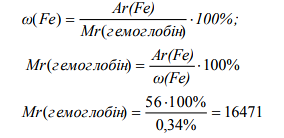 ω(Fe) = Ar(Fe) / Mr(гемоглобін) · 100%;
Mr(гемоглобін) = Ar(Fe) / ω(Fe) · 100%
Mr(гемоглобін) = 56 · 100% / 0,34% = 16471